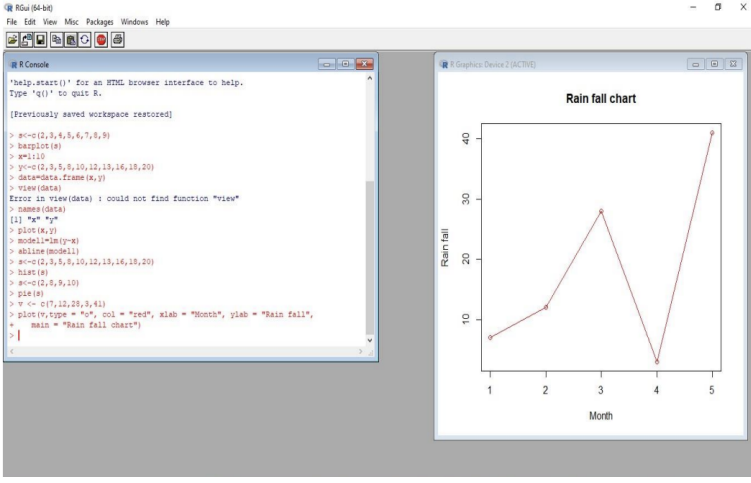 RGui (64-bit)
File Edit View Misc Packages Windows Help
R Console
'help.start()' for an HTML browser interface to help.
Type 'q()' to quit R.
[Previously saved workspace restored]
> s<-c(2,3,4,5,6,7,8,9)
> barplot(s)
> x=1:10
> y<-c(2,3,5,8,10,12,13,16,18,20)
> data=data.frame(x,y)
> view(data)
Error in view(data) : could not find function "view"
> names(data)
[1] "x" "y"
> plot(x,y)
> model1=lm(y~x)
> abline(model1)
> s<-c(2,3,5,8,10,12,13,16,18,20)
> hist(s)
> s<-c(2,8,9,10)
> pie(s)
> v <- c(7,12,28,3,41)
> plot(v,type = "o", col = "red", xlab = "Month", ylab = "Rain fall",
+ main = "Rain fall chart")
>
R Graphics: Device 2 (ACTIVE)
Rain fall chart
Rain fall
40
30
20
10
1 2 3 4 5
Month